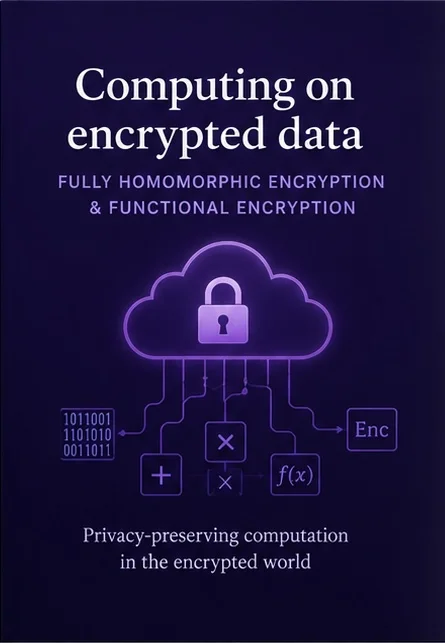 Computing on
encrypted data
FULLY HOMOMORPHIC ENCRYPTION
& FUNCTIONAL ENCRYPTION
1011001
1101010
0011011
×
Enc
+
×
f(x)
Privacy-preserving computation
in the encrypted world